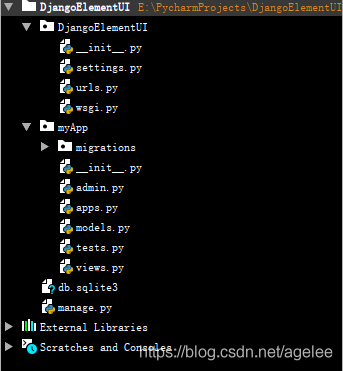 DjangoElementUI E:\PycharmProjects\DjangoElementUI
DjangoElementUI
__init__.py
settings.py
urls.py
wsgi.py
myApp
migrations
__init__.py
admin.py
apps.py
models.py
tests.py
views.py
db.sqlite3
manage.py
External Libraries
Scratches and Consoles
https://blog.csdn.net/agelee